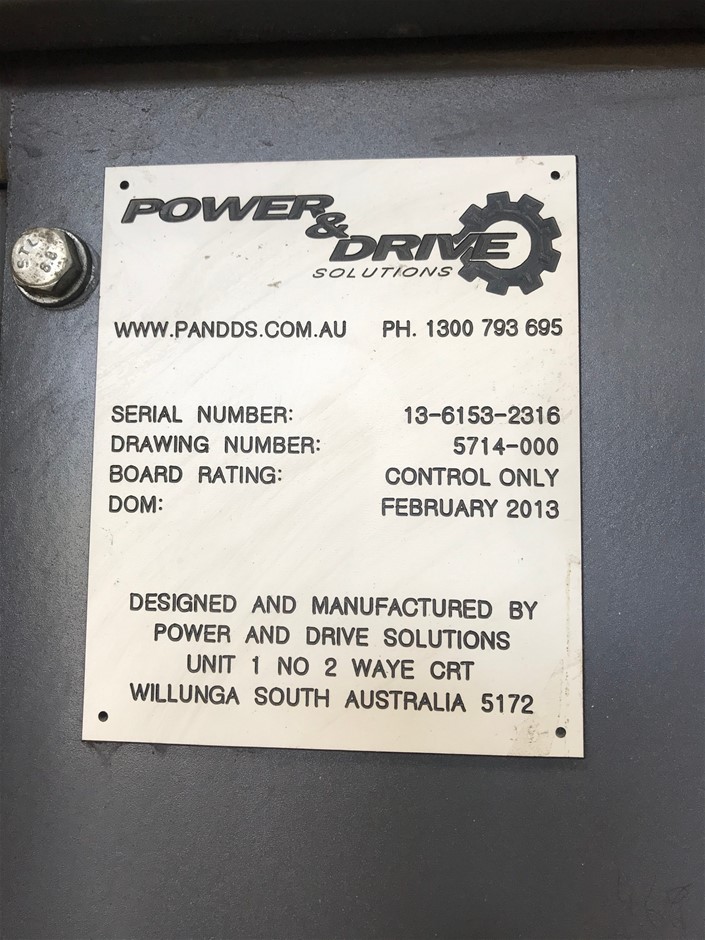 POWER
&
DRIVE
SOLUTIONS
WWW.PANDDS.COM.AU PH. 1300 793 695
SERIAL NUMBER: 13-6153-2316
DRAWING NUMBER: 5714-000
BOARD RATING: CONTROL ONLY
DOM: FEBRUARY 2013
DESIGNED AND MANUFACTURED BY
POWER AND DRIVE SOLUTIONS
UNIT 1 NO 2 WAYE CRT
WILLUNGA SOUTH AUSTRALIA 5172